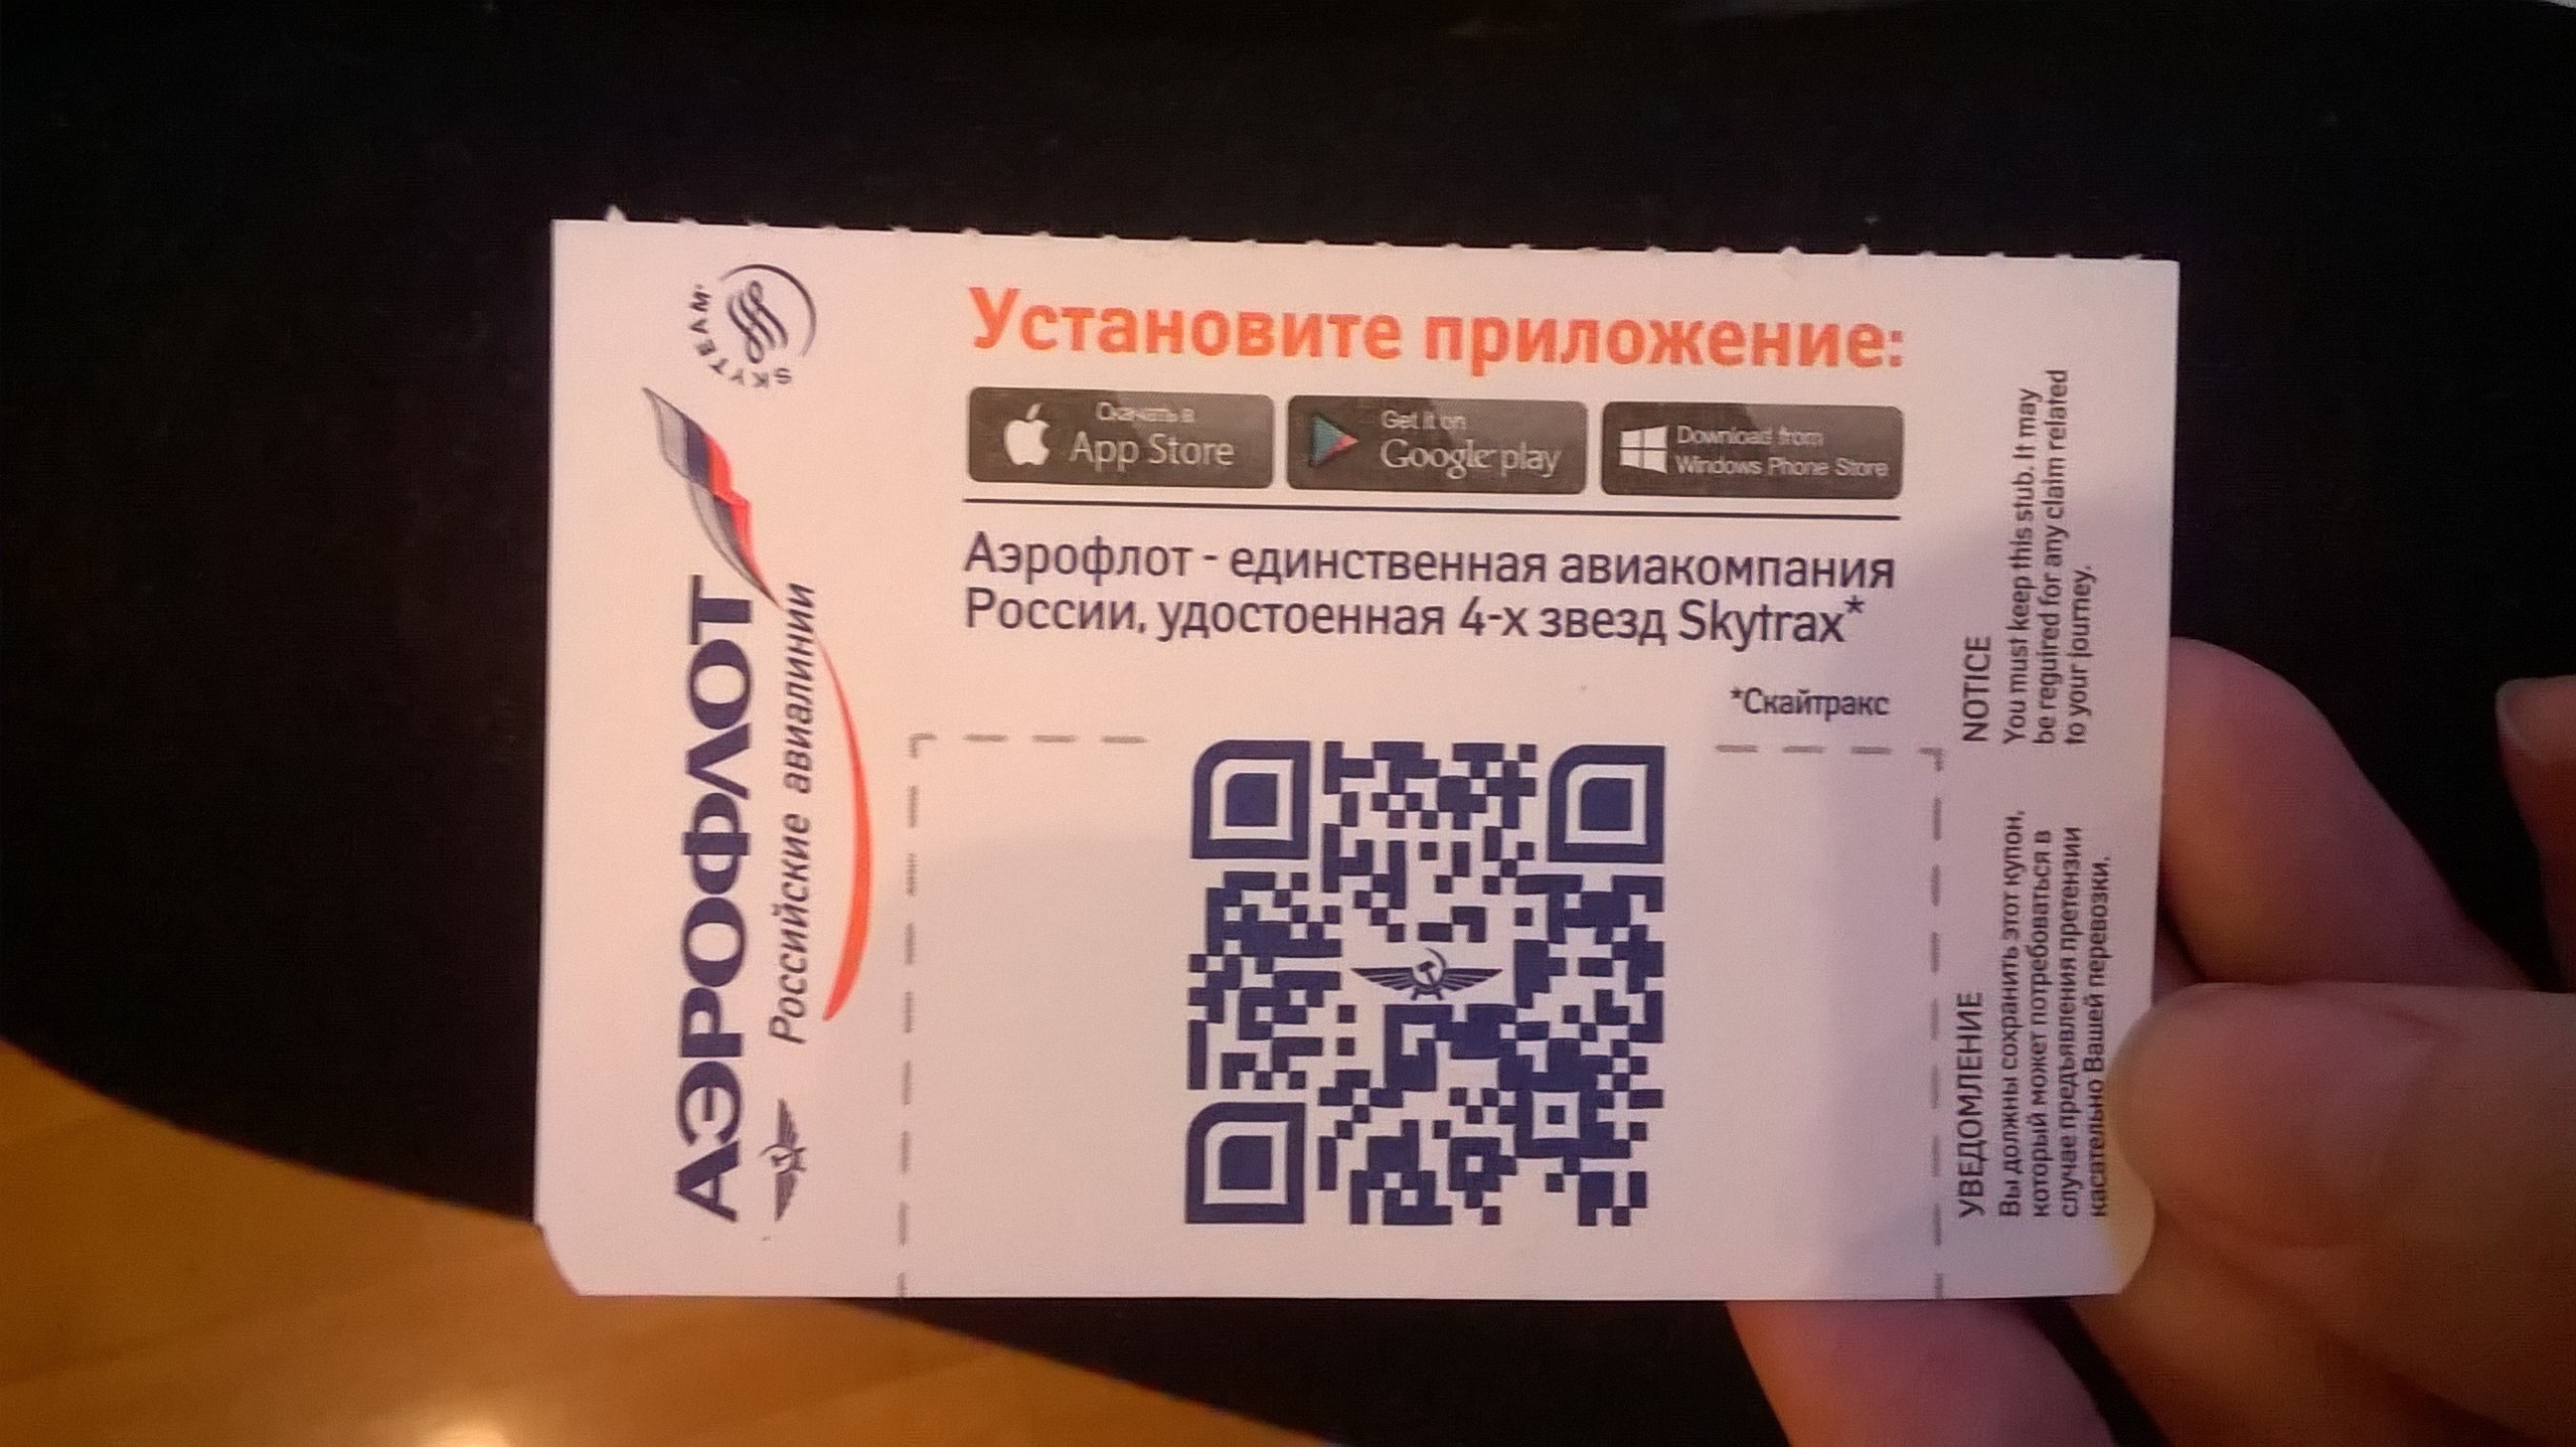 SKYTEAM
АЭРОФЛОТ
Российские авиалинии
Установите приложение:
Скачать в
App Store
Get it on
Google play
Download from
Windows Phone Store
Аэрофлот - единственная авиакомпания
России, удостоенная 4-х звезд Skytrax*
*Скайтракс
УВЕДОМЛЕНИЕ
Вы должны сохранить этот купон,
который может потребоваться в
случае предъявления претензии
касательно Вашей перевозки.
NOTICE
You must keep this stub. It may
be reguired for any claim related
to your journey.